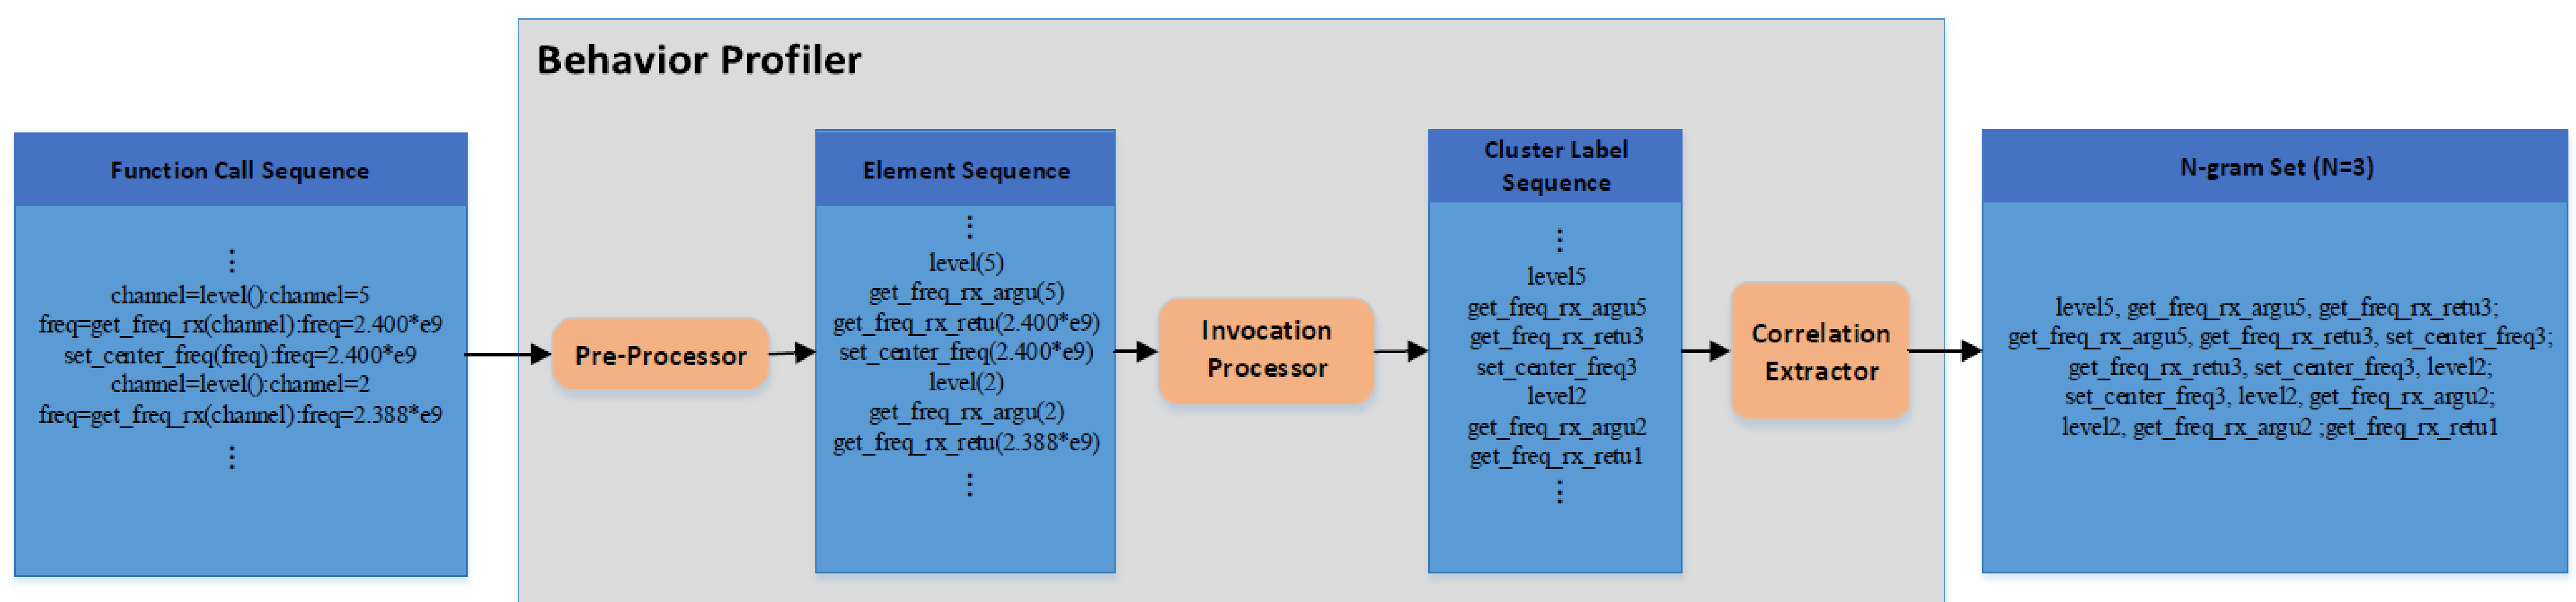 Behavior Profiler
Function Call Sequence
⋮
channel=level():channel=5
freq=get_freq_rx(channel):freq=2.400*e9
set_center_freq(freq):freq=2.400*e9
channel=level():channel=2
freq=get_freq_rx(channel):freq=2.388*e9
⋮
Pre-Processor
Element Sequence
⋮
level(5)
get_freq_rx_argu(5)
get_freq_rx_retu(2.400*e9)
set_center_freq(2.400*e9)
level(2)
get_freq_rx_argu(2)
get_freq_rx_retu(2.388*e9)
⋮
Invocation
Processor
Cluster Label
Sequence
⋮
level5
get_freq_rx_argu5
get_freq_rx_retu3
set_center_freq3
level2
get_freq_rx_argu2
get_freq_rx_retu1
⋮
Correlation
Extractor
N-gram Set (N=3)
level5, get_freq_rx_argu5, get_freq_rx_retu3;
get_freq_rx_argu5, get_freq_rx_retu3, set_center_freq3;
get_freq_rx_retu3, set_center_freq3, level2;
set_center_freq3, level2, get_freq_rx_argu2;
level2, get_freq_rx_argu2 ;get_freq_rx_retu1